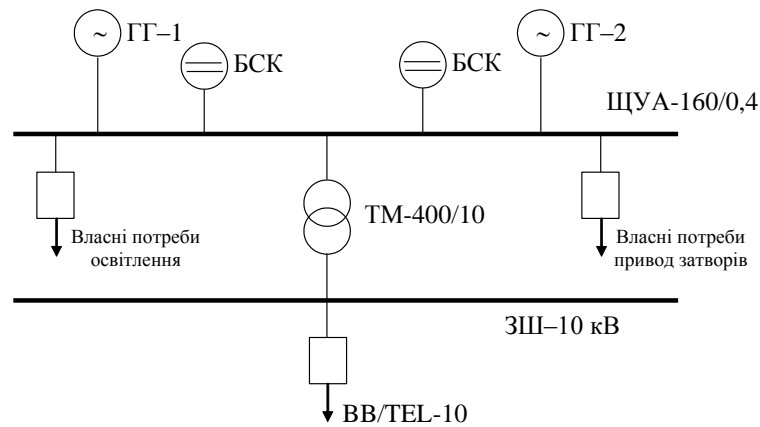 ГГ–1
БСК
БСК
ГГ–2
ЩУА-160/0,4
ТМ-400/10
Власні потреби
освітлення
Власні потреби
привод затворів
ЗШ–10 кВ
ВВ/TEL-10